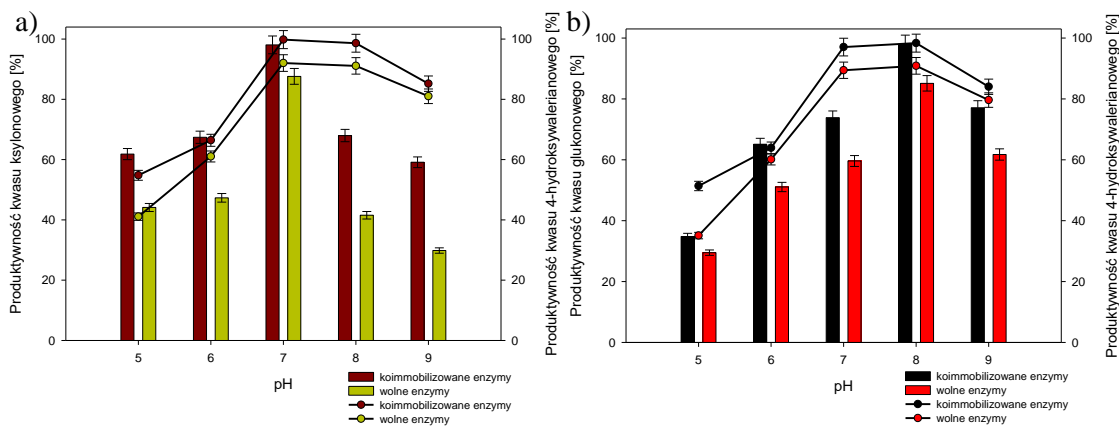 a)
Produktywność kwasu ksylonowego [%]
100
80
60
40
20
0
5 6 7 8 9
pH
100
80
60
40
20
0
Produktywność kwasu 4-hydroksywalerianowego [%]
koimmobilizowane enzymy
wolne enzymy
koimmobilizowane enzymy
wolne enzymy
b)
Produktywność kwasu glukonowego [%]
100
80
60
40
20
0
5 6 7 8 9
pH
100
80
60
40
20
0
Produktywność kwasu 4-hydroksywalerianowego [%]
koimmobilizowane enzymy
wolne enzymy
koimmobilizowane enzymy
wolne enzymy